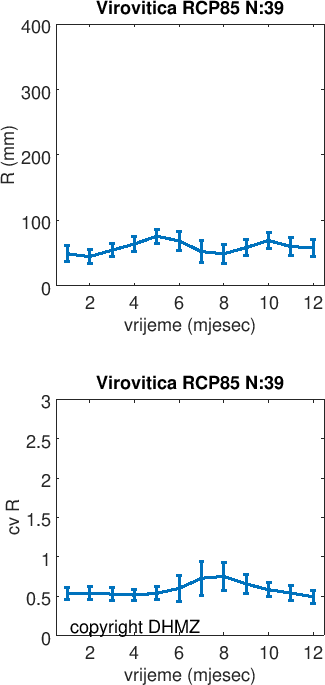 Virovitica RCP85 N:39
400
300
200
100
0
R (mm)
2 4 6 8 10 12
vrijeme (mjesec)
Virovitica RCP85 N:39
3
2.5
2
1.5
1
0.5
0
cv R
copyright DHMZ
2 4 6 8 10 12
vrijeme (mjesec)